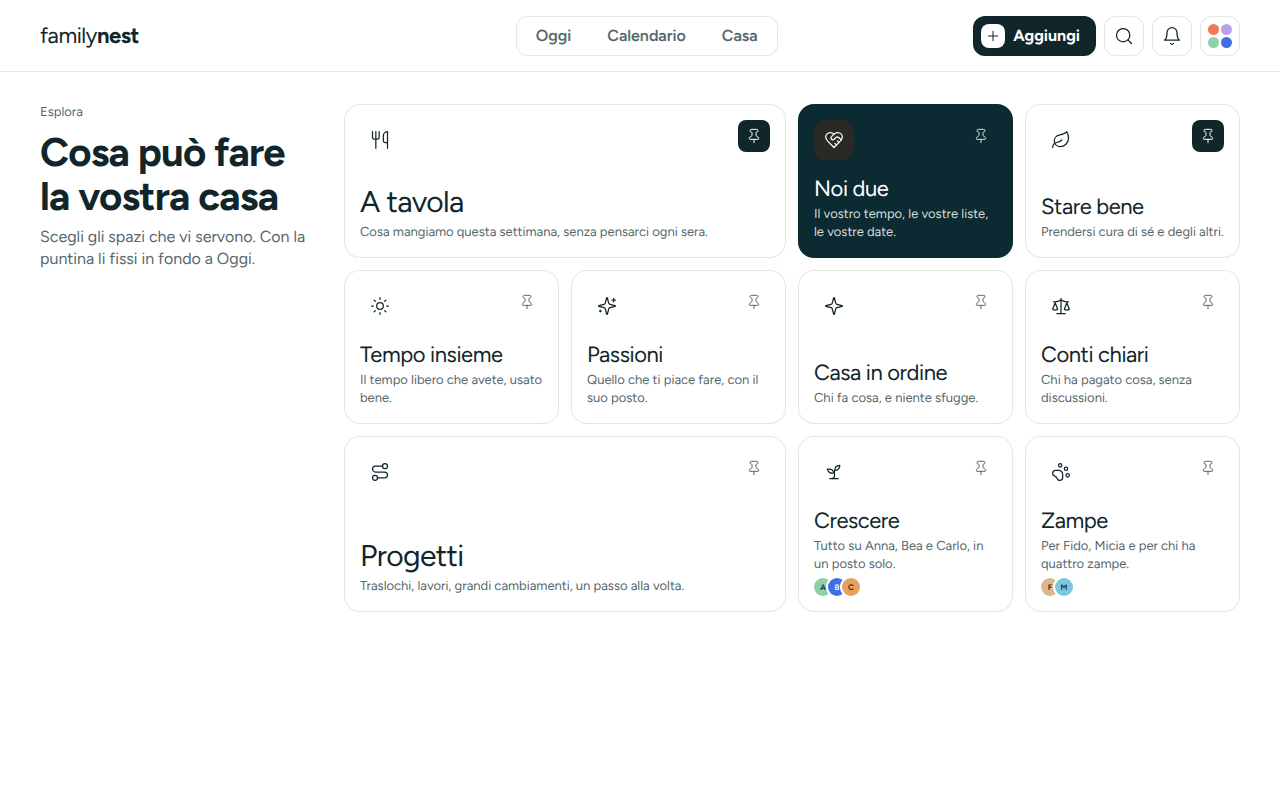 familynest
Oggi
Calendario
Casa
Aggiungi
Esplora
Cosa può fare
la vostra casa
Scegli gli spazi che vi servono. Con la
puntina li fissi in fondo a Oggi.
A tavola
Cosa mangiamo questa settimana, senza pensarci ogni sera.
Noi due
Il vostro tempo, le vostre liste,
le vostre date.
Stare bene
Prendersi cura di sé e degli altri.
Tempo insieme
Il tempo libero che avete, usato
bene.
Passioni
Quello che ti piace fare, con il
suo posto.
Casa in ordine
Chi fa cosa, e niente sfugge.
Conti chiari
Chi ha pagato cosa, senza
discussioni.
Progetti
Traslochi, lavori, grandi cambiamenti, un passo alla volta.
Crescere
Tutto su Anna, Bea e Carlo, in
un posto solo.
A B C
Zampe
Per Fido, Micia e per chi ha
quattro zampe.
F M